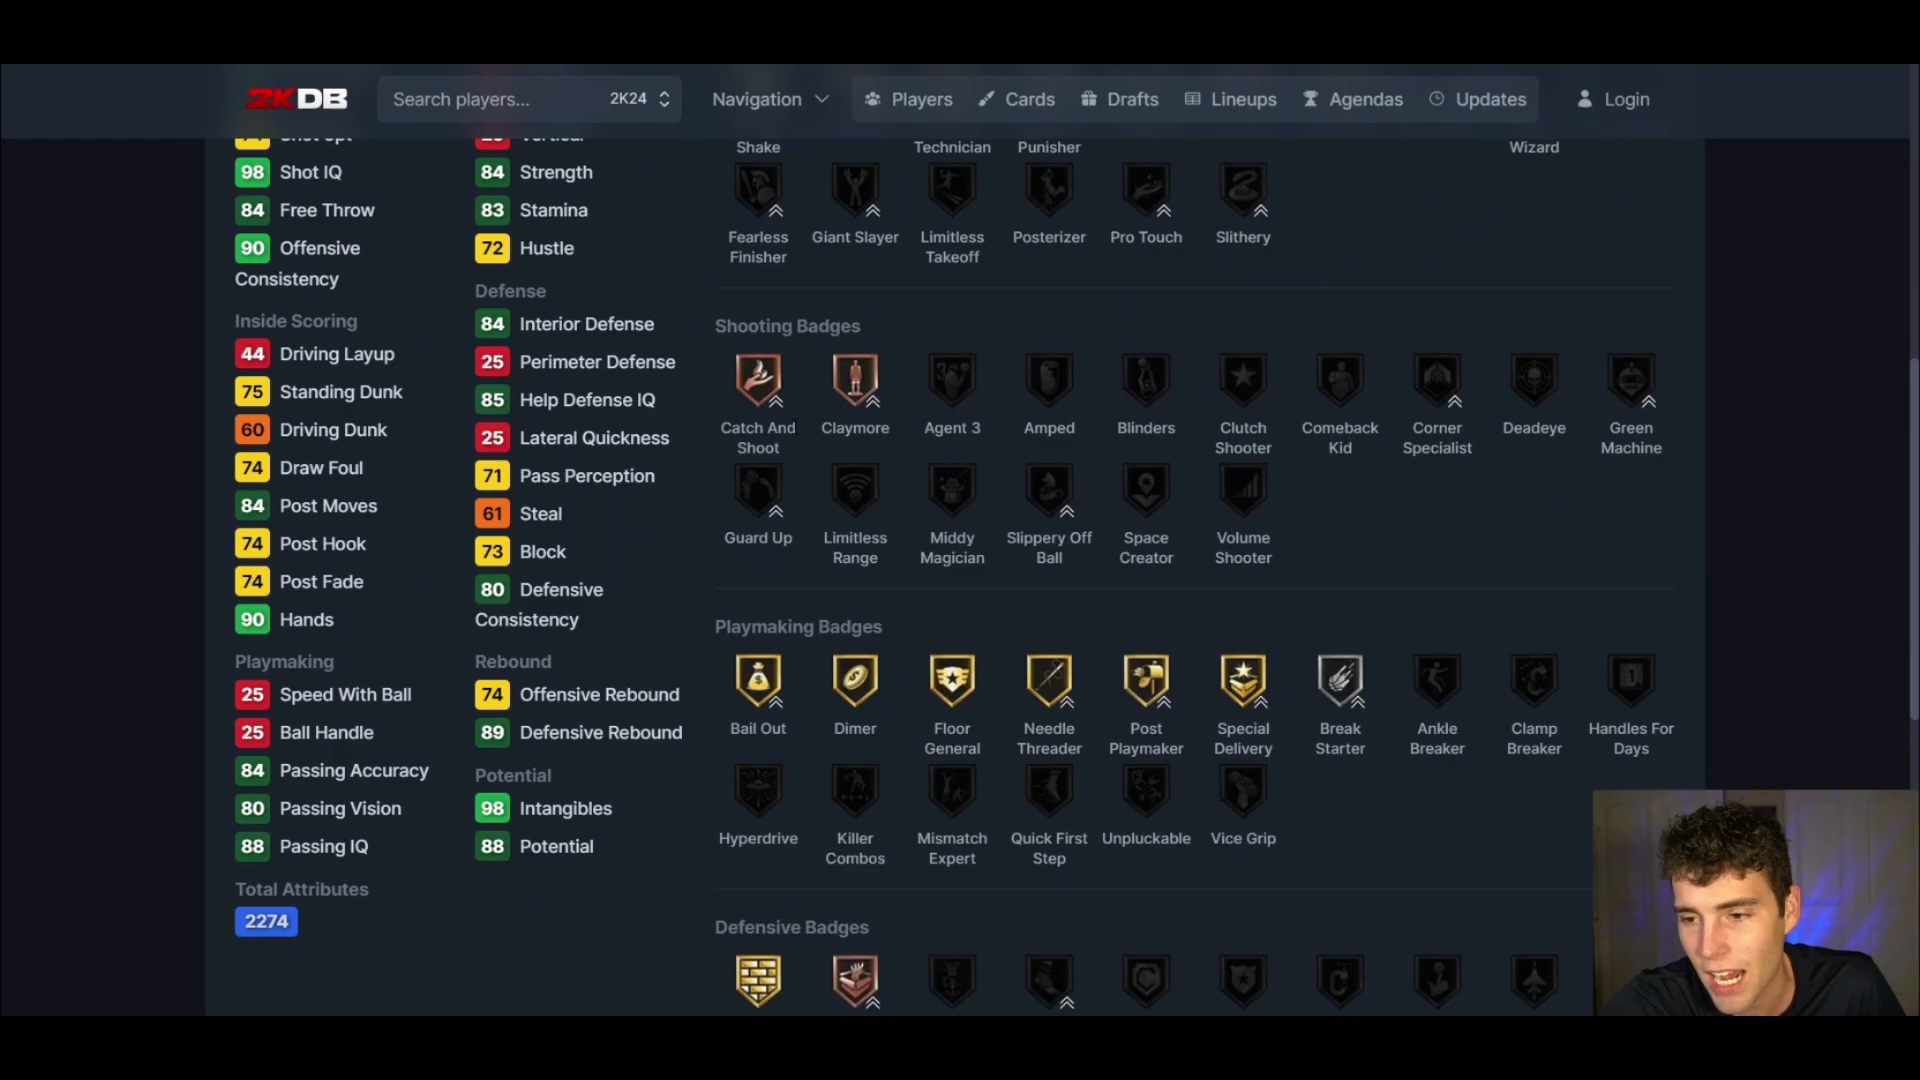 2KDB
Search players...
2K24
Navigation
Players
Cards
Drafts
Lineups
Agendas
Updates
Login
98 Shot IQ
84 Free Throw
90 Offensive
Consistency
Inside Scoring
44 Driving Layup
75 Standing Dunk
60 Driving Dunk
74 Draw Foul
84 Post Moves
74 Post Hook
74 Post Fade
90 Hands
Playmaking
25 Speed With Ball
25 Ball Handle
84 Passing Accuracy
80 Passing Vision
88 Passing IQ
Total Attributes
2274
Vertical
84 Strength
83 Stamina
72 Hustle
Defense
84 Interior Defense
25 Perimeter Defense
85 Help Defense IQ
25 Lateral Quickness
71 Pass Perception
61 Steal
73 Block
80 Defensive
Consistency
Rebound
74 Offensive Rebound
89 Defensive Rebound
Potential
98 Intangibles
88 Potential
Shake
Technician
Punisher
Wizard
Fearless
Finisher
Giant Slayer
Limitless
Takeoff
Posterizer
Pro Touch
Slithery
Shooting Badges
Catch And
Shoot
Claymore
Agent 3
Amped
Blinders
Clutch
Shooter
Comeback
Kid
Corner
Specialist
Deadeye
Green
Machine
Guard Up
Limitless
Range
Middy
Magician
Slippery Off
Ball
Space
Creator
Volume
Shooter
Playmaking Badges
Bail Out
Dimer
Floor
General
Needle
Threader
Post
Playmaker
Special
Delivery
Break
Starter
Ankle
Breaker
Clamp
Breaker
Handles For
Days
Hyperdrive
Killer
Combos
Mismatch
Expert
Quick First
Step
Unpluckable
Vice Grip
Defensive Badges